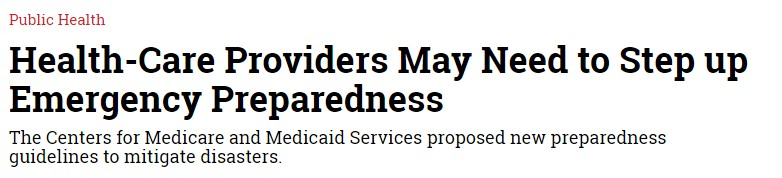 Public Health
Health-Care Providers May Need to Step up
Emergency Preparedness
The Centers for Medicare and Medicaid Services proposed new preparedness
guidelines to mitigate disasters.